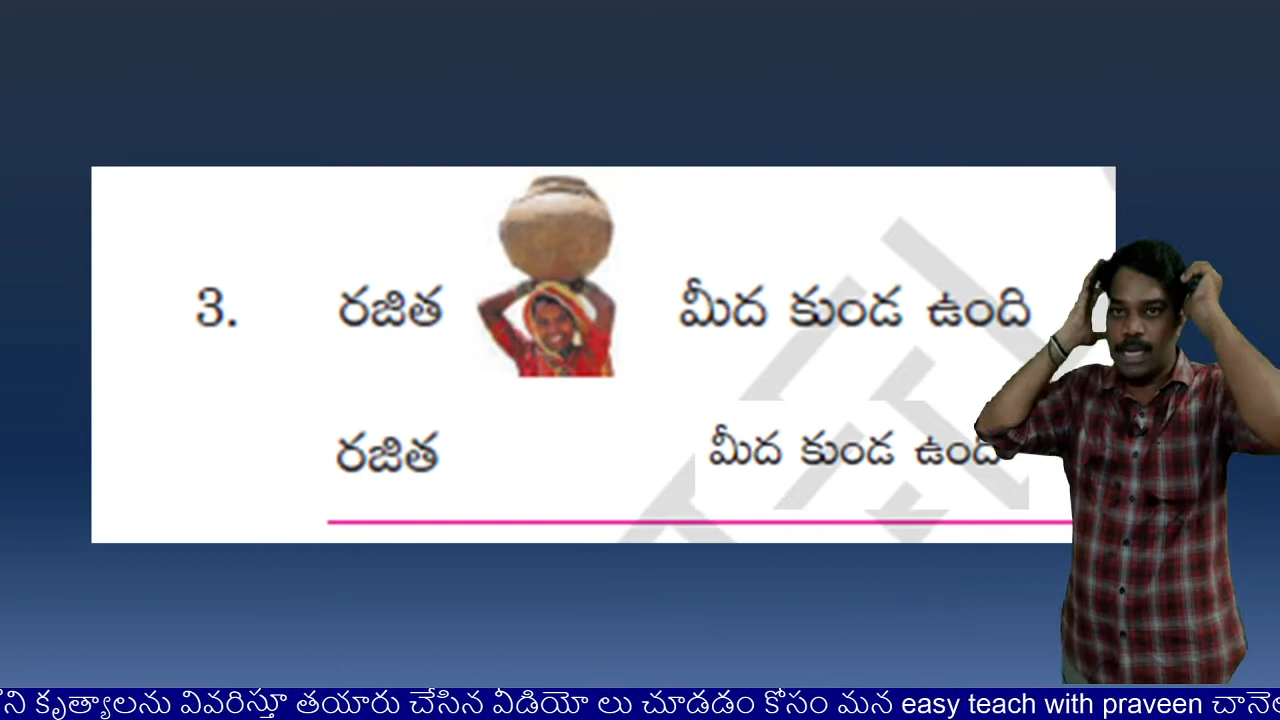 3. రజిత మీద కుండ ఉంది
రజిత మీద కుండ ఉంది
కృత్యాలను వివరిస్తూ తయారు చేసిన వీడియో లు చూడడం కోసం మన easy teach with praveen